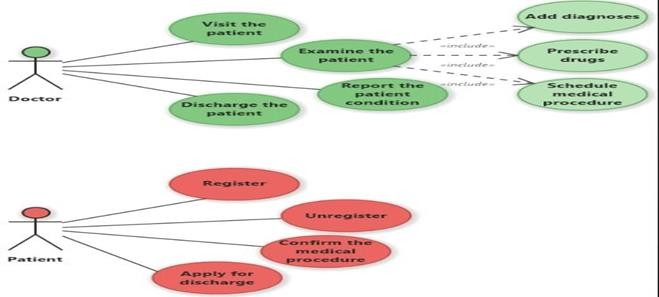 Visit the
patient
Add diagnoses
Examine the
patient
«include»
Prescribe
drugs
«include»
Doctor
Report the
patient
condition
«include»
Schedule
medical
procedure
Discharge the
patient
Register
Unregister
Patient
Confirm the
medical
procedure
Apply for
discharge